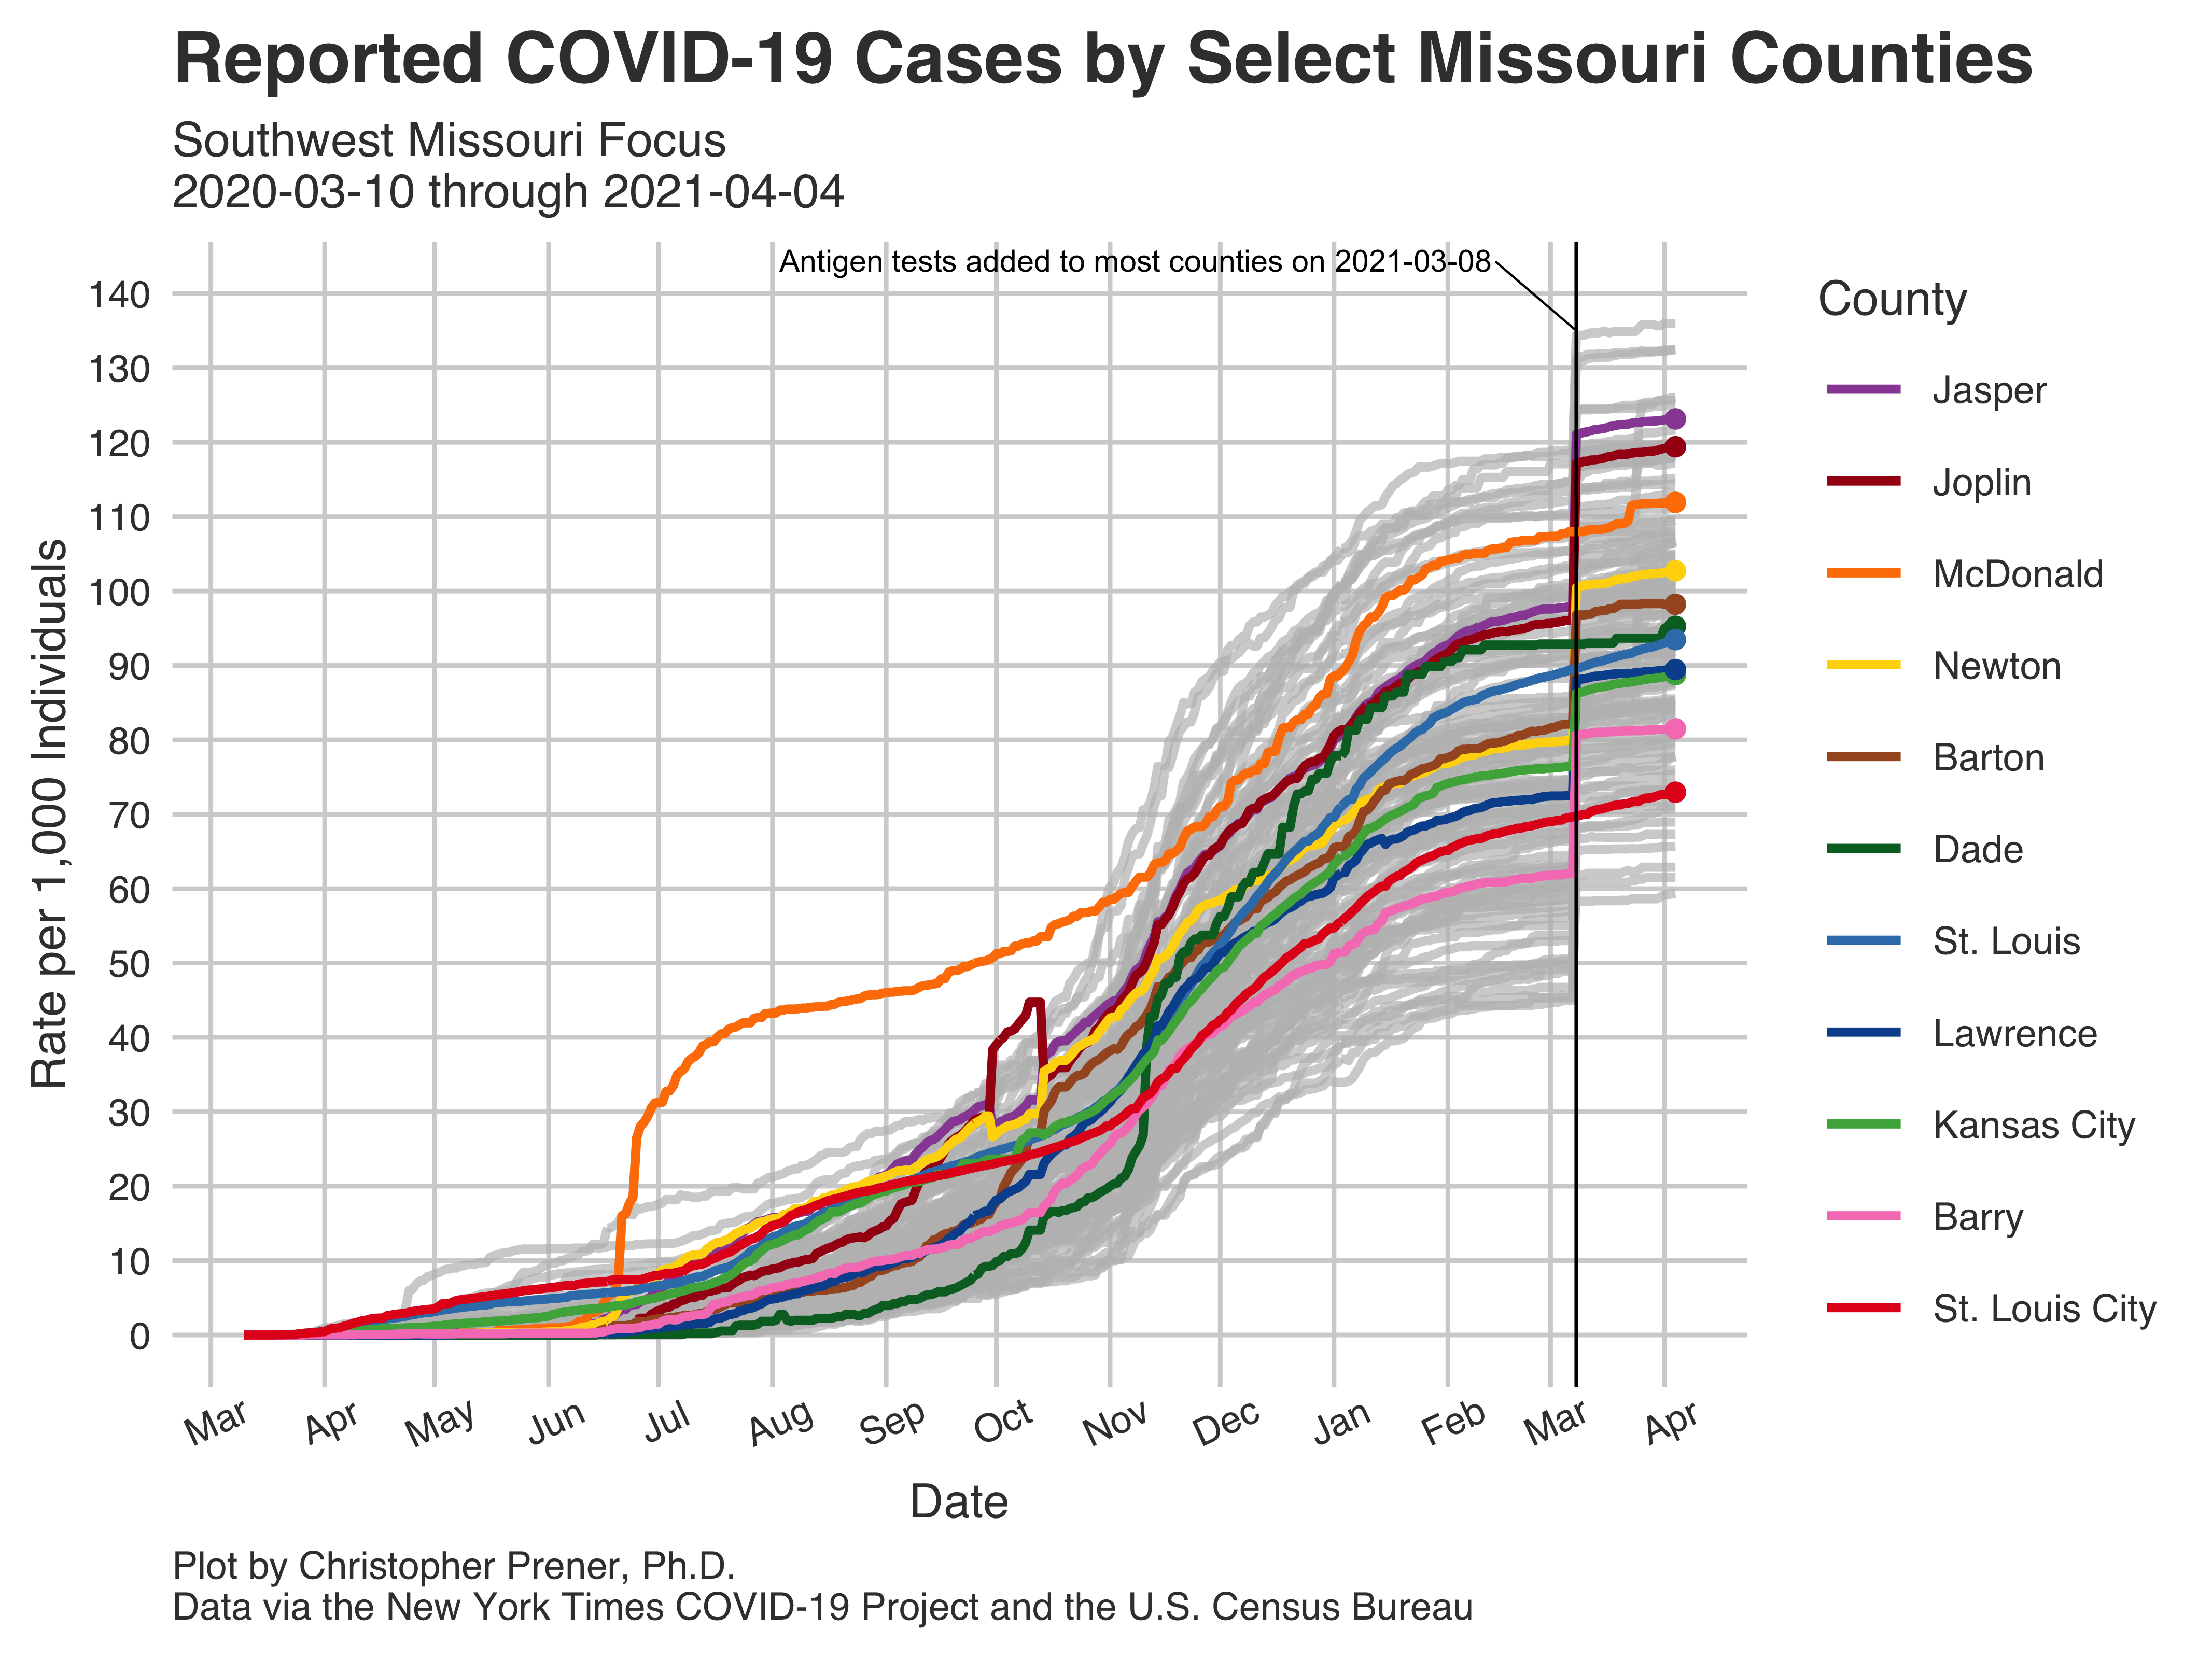 Reported COVID-19 Cases by Select Missouri Counties
Southwest Missouri Focus
2020-03-10 through 2021-04-04
Antigen tests added to most counties on 2021-03-08
140
130
120
110
100
90
80
70
60
50
40
30
20
10
0
Rate per 1,000 Individuals
Mar
Apr
May
Jun
Jul
Aug
Sep
Oct
Nov
Dec
Jan
Feb
Mar
Apr
Date
County
Jasper
Joplin
McDonald
Newton
Barton
Dade
St. Louis
Lawrence
Kansas City
Barry
St. Louis City
Plot by Christopher Prener, Ph.D.
Data via the New York Times COVID-19 Project and the U.S. Census Bureau